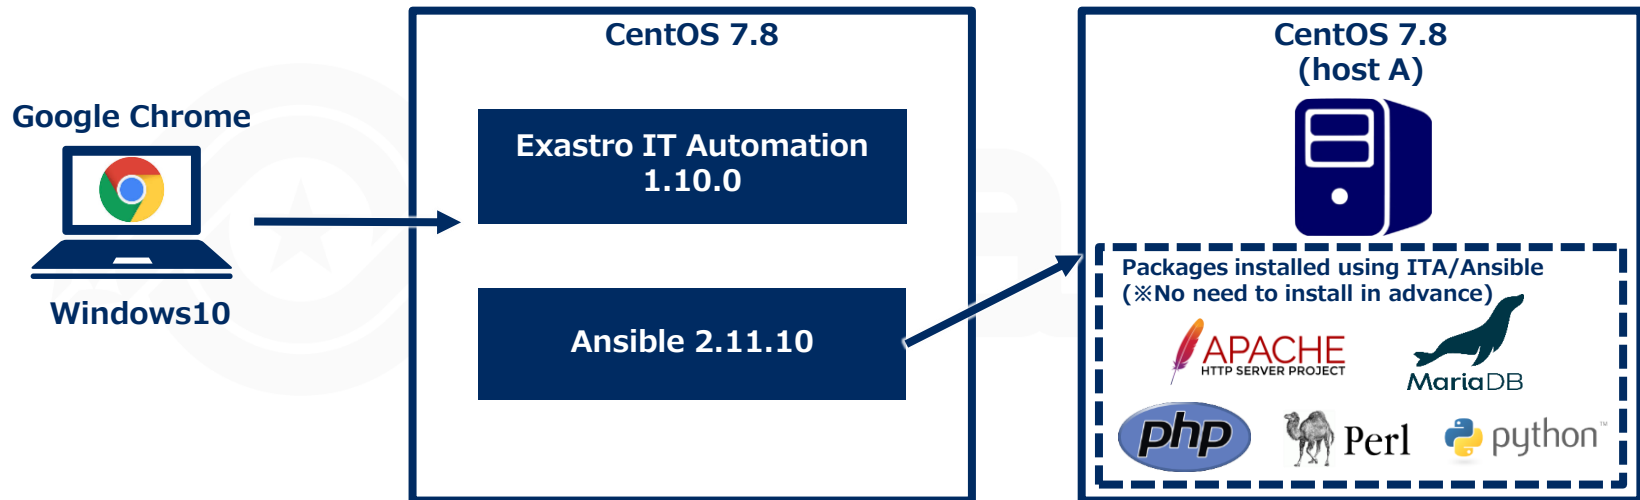 Google Chrome
Windows10
CentOS 7.8
Exastro IT Automation
1.10.0
Ansible 2.11.10
CentOS 7.8
(host A)
Packages installed using ITA/Ansible
(※No need to install in advance)
APACHE
HTTP SERVER PROJECT
MariaDB
php
Perl
python™